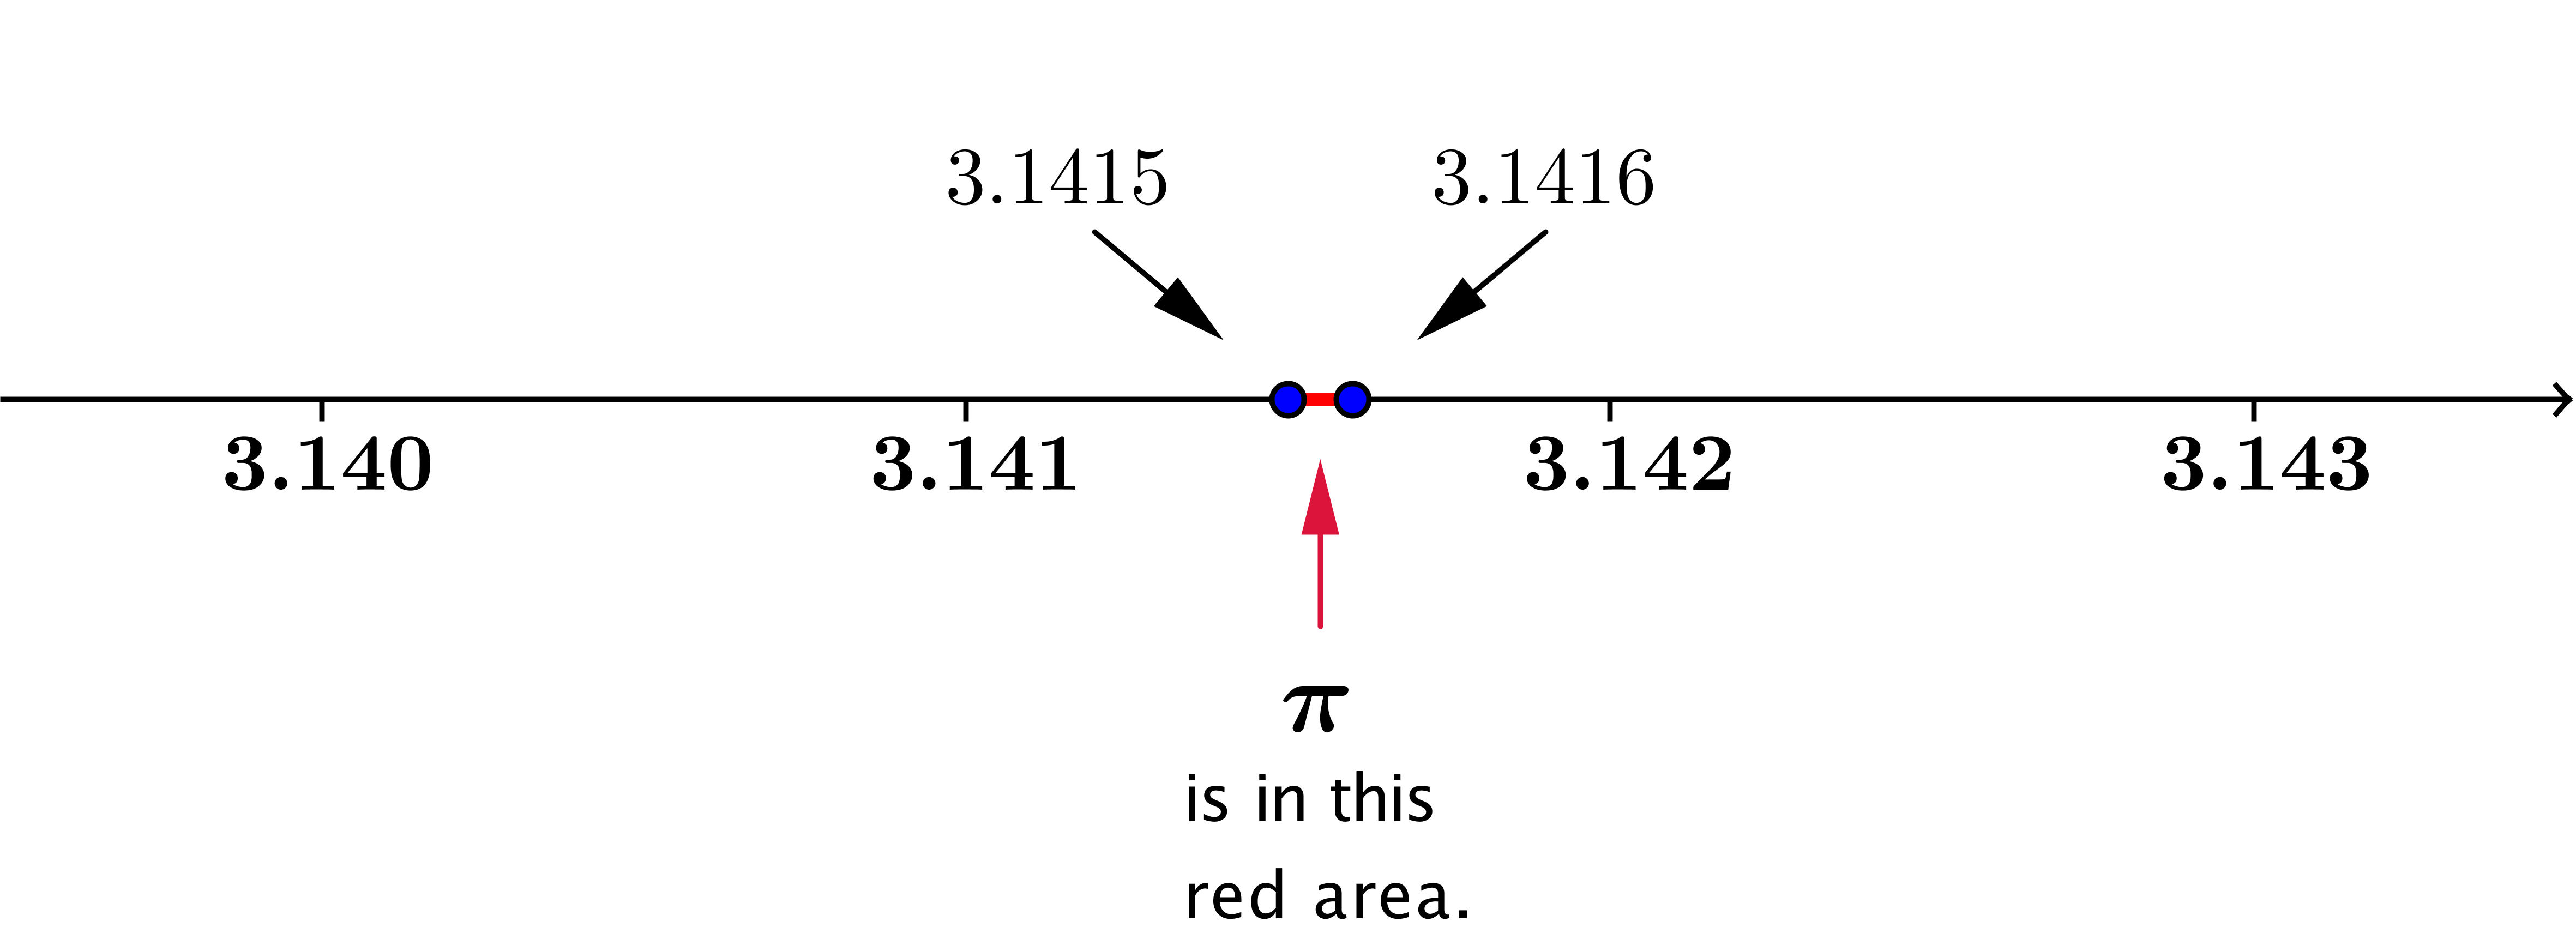 3.1415 3.1416
3.140 3.141 3.142 3.143
π
is in this
red area.